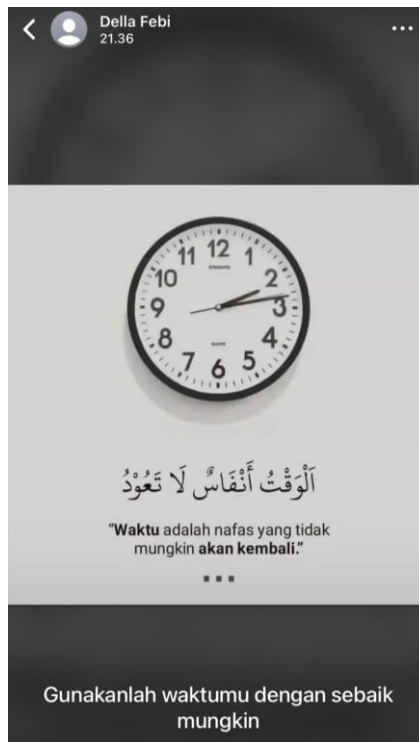 Della Febi
21.36
12
11
1
10
2
9
3
8
4
7
5
6
اَلْوَقْتُ أَنْفَاسٌ لَا تَعُوْدُ
"Waktu adalah nafas yang tidak
mungkin akan kembali."
Gunakanlah waktumu dengan sebaik
mungkin